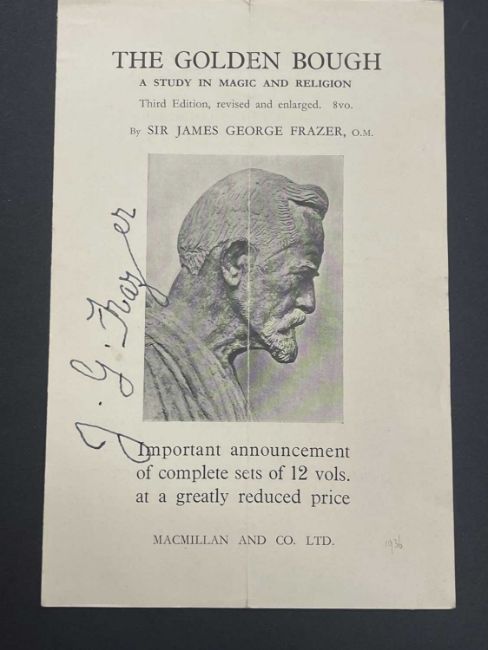 THE GOLDEN BOUGH
A STUDY IN MAGIC AND RELIGION
Third Edition, revised and enlarged. 8vo.
By SIR JAMES GEORGE FRAZER, O.M.
J. G. Frazer
Important announcement
of complete sets of 12 vols.
at a greatly reduced price
MACMILLAN AND CO. LTD.
1936